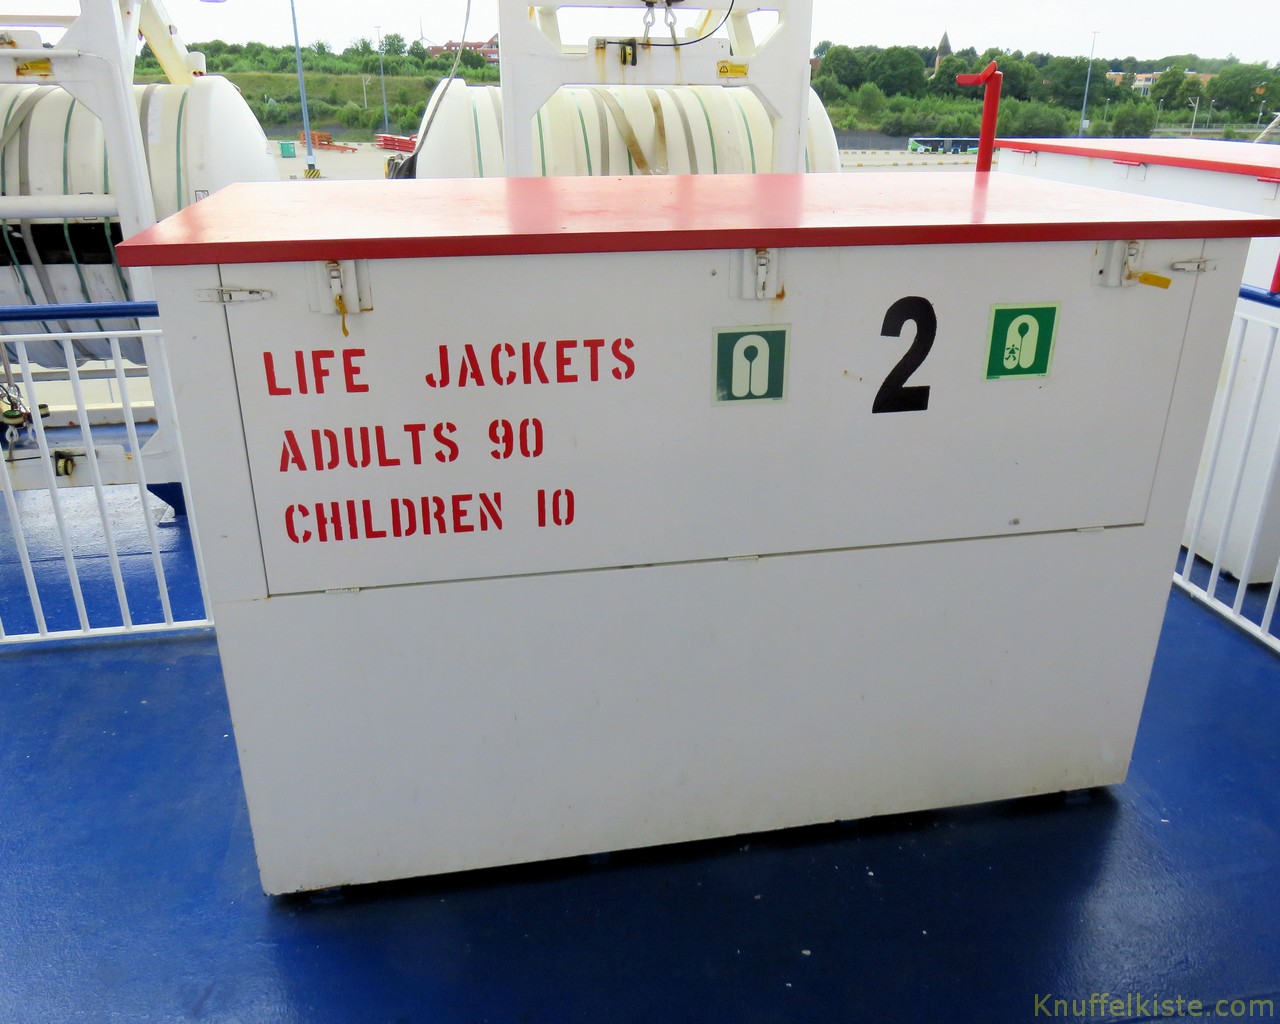 LIFE JACKETS
ADULTS 90
CHILDREN 10
2
Knuffelkiste.com